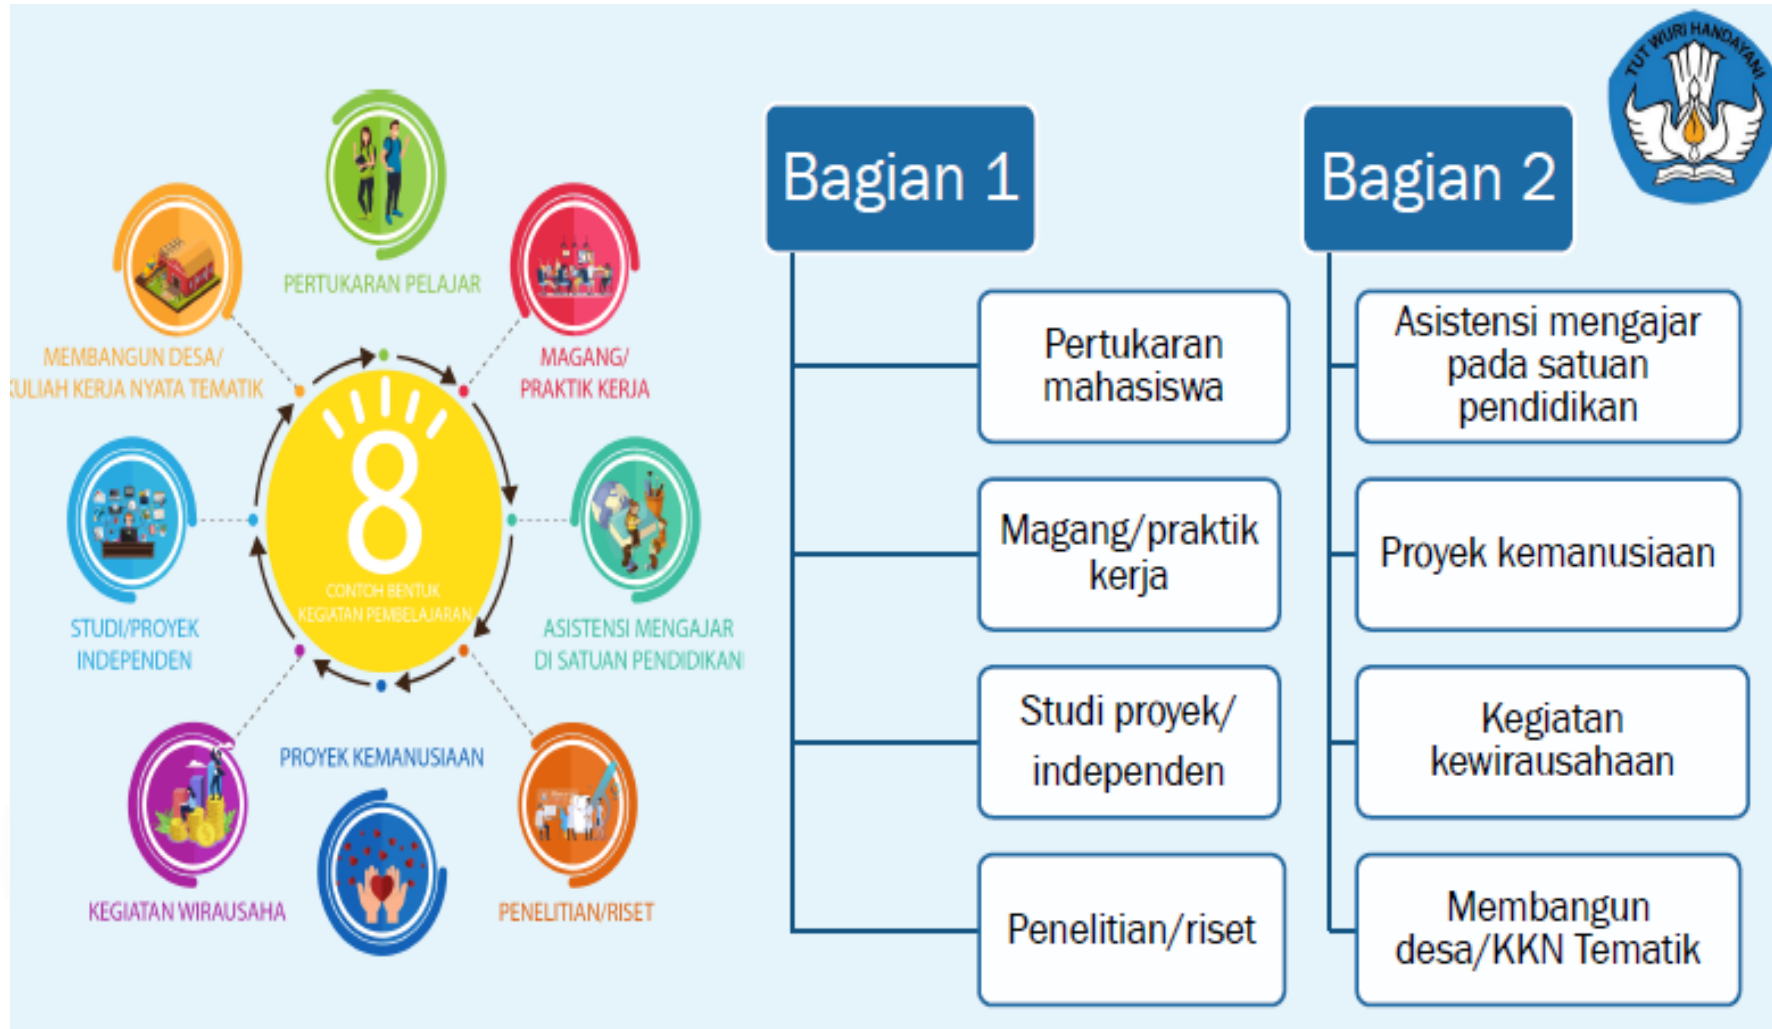 PERTUKARAN PELAJAR
MAGANG/
PRAKTIK KERJA
ASISTENSI MENGAJAR
DI SATUAN PENDIDIKAN
PENELITIAN/RISET
PROYEK KEMANUSIAAN
KEGIATAN WIRAUSAHA
STUDI/PROYEK
INDEPENDEN
MEMBANGUN DESA/
KULIAH KERJA NYATA TEMATIK
8
CONTOH BENTUK
KEGIATAN PEMBELAJARAN
Bagian 1
Pertukaran
mahasiswa
Magang/praktik
kerja
Studi proyek/
independen
Penelitian/riset
Bagian 2
Asistensi mengajar
pada satuan
pendidikan
Proyek kemanusiaan
Kegiatan
kewirausahaan
Membangun
desa/KKN Tematik
TUT WURI HANDAYANI